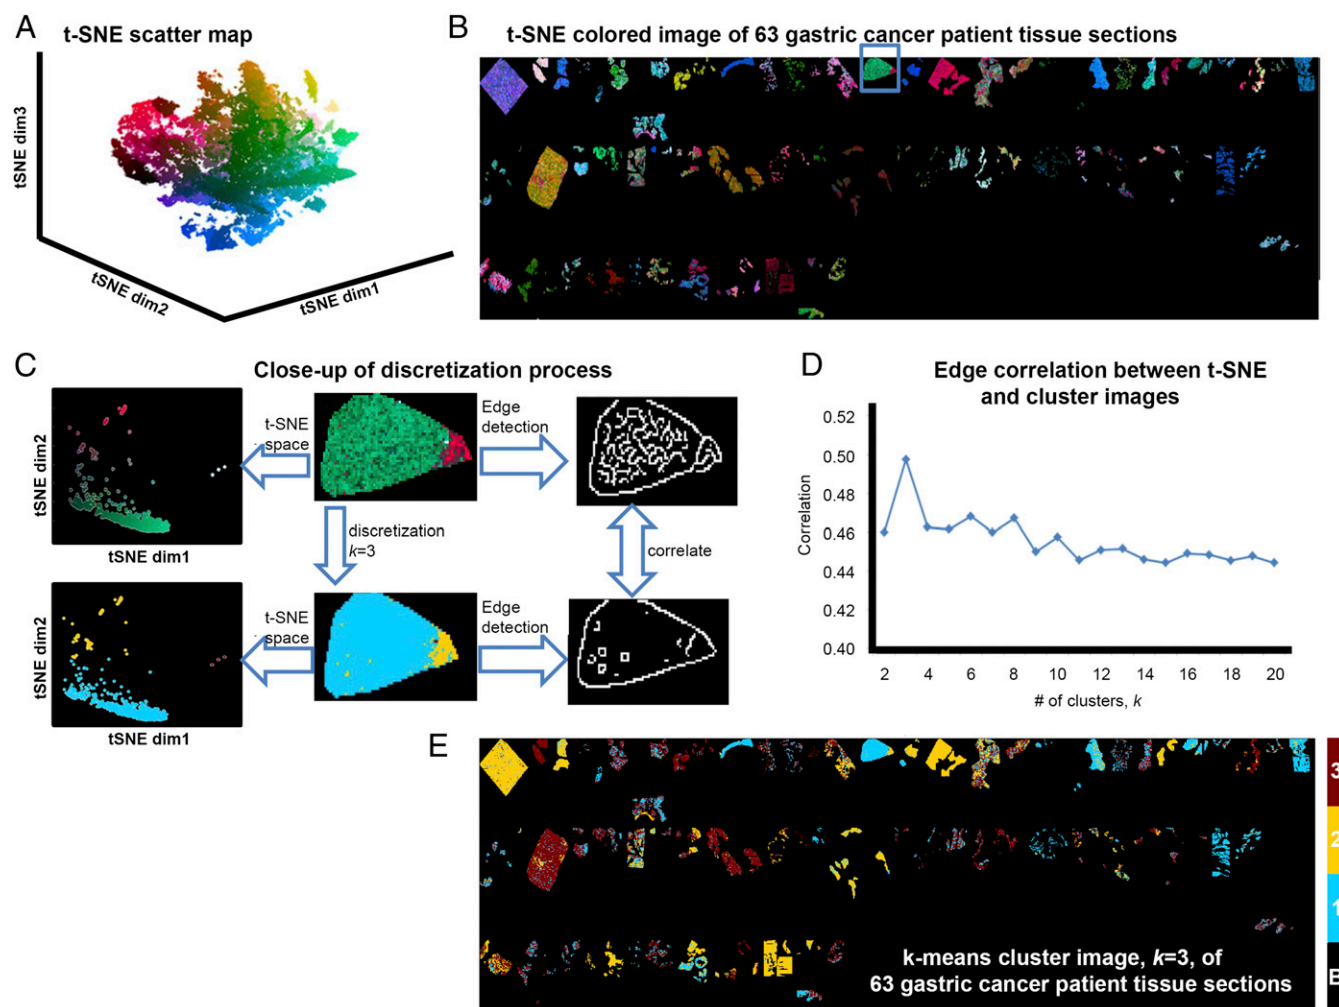 A
t-SNE scatter map
tSNE dim3
tSNE dim2
tSNE dim1
B
t-SNE colored image of 63 gastric cancer patient tissue sections
C
Close-up of discretization process
tSNE dim2
tSNE dim1
t-SNE
space
Edge
detection
discretization
k=3
correlate
tSNE dim2
tSNE dim1
t-SNE
space
Edge
detection
D
Edge correlation between t-SNE
and cluster images
Correlation
0.52
0.50
0.48
0.46
0.44
0.42
0.40
2 4 6 8 10 12 14 16 18 20
# of clusters, k
E
k-means cluster image, k=3, of
63 gastric cancer patient tissue sections
3
2
1